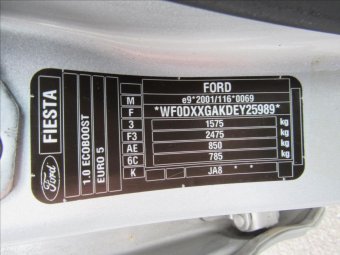 FORD
M e9*2001/116*0069
F *WF0DXXGAKDEY25989*
3 1575 kg
F3 2475 kg
AE 850 kg
6C 785 kg
K JA8
FIESTA
1.0 ECOBOOST
EURO 5
Ford